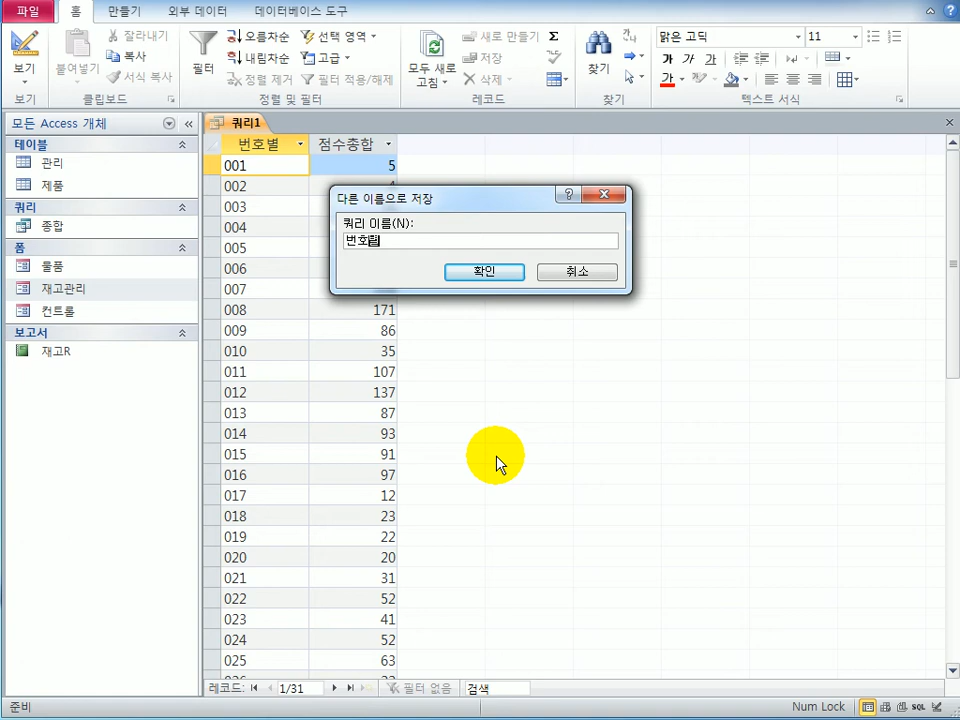 파일 홈 만들기 외부 데이터 데이터베이스 도구
보기
보기
붙여넣기
잘라내기
복사
서식 복사
클립보드
필터
오름차순
내림차순
정렬 제거
선택 영역
고급
필터 적용/해제
정렬 및 필터
모두 새로
고침
새로 만들기
저장
삭제
레코드
찾기
찾기
맑은 고딕 11
가 가 가
가
텍스트 서식
모든 Access 개체
테이블
관리
제품
쿼리
종합
폼
물품
재고관리
컨트롤
보고서
재고R
쿼리1
번호별 점수총합
001 5
002
003
004
005
006
007
008 171
009 86
010 35
011 107
012 137
013 87
014 93
015 91
016 97
017 12
018 23
019 22
020 20
021 31
022 52
023 41
024 52
025 63
다른 이름으로 저장
쿼리 이름(N):
번호
확인 취소
레코드: 1/31 필터 없음 검색
준비 Num Lock SQL